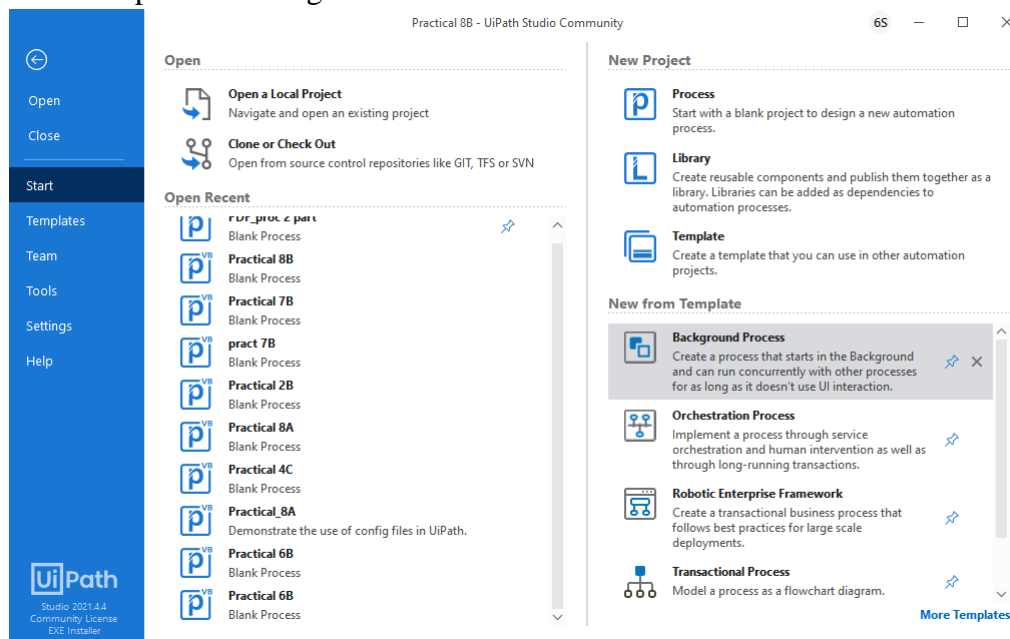 Practical 8B - UiPath Studio Community
6S
Open
Close
Start
Templates
Team
Tools
Settings
Help
UiPath
Studio 2021.4.4
Community License
EXE Installer
Open
Open a Local Project
Navigate and open an existing project
Clone or Check Out
Open from source control repositories like GIT, TFS or SVN
Open Recent
PDF_proc 2 part
Blank Process
Practical 8B
Blank Process
Practical 7B
Blank Process
pract 7B
Blank Process
Practical 2B
Blank Process
Practical 8A
Blank Process
Practical 4C
Blank Process
Practical_8A
Demonstrate the use of config files in UiPath.
Practical 6B
Blank Process
Practical 6B
Blank Process
New Project
Process
Start with a blank project to design a new automation
process.
Library
Create reusable components and publish them together as a
library. Libraries can be added as dependencies to
automation processes.
Template
Create a template that you can use in other automation
projects.
New from Template
Background Process
Create a process that starts in the Background
and can run concurrently with other processes
for as long as it doesn't use UI interaction.
Orchestration Process
Implement a process through service
orchestration and human intervention as well as
through long-running transactions.
Robotic Enterprise Framework
Create a transactional business process that
follows best practices for large scale
deployments.
Transactional Process
Model a process as a flowchart diagram.
More Templates